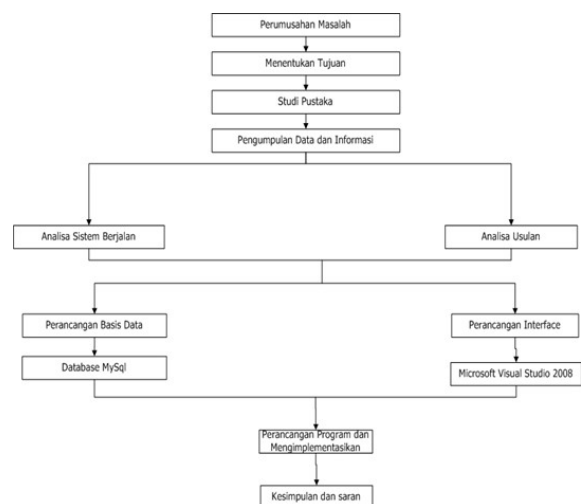 Perumusahan Masalah
Menentukan Tujuan
Studi Pustaka
Pengumpulan Data dan Informasi
Analisa Sistem Berjalan
Analisa Usulan
Perancangan Basis Data
Perancangan Interface
Database MySql
Microsoft Visual Studio 2008
Perancangan Program dan
Mengimplementasikan
Kesimpulan dan saran